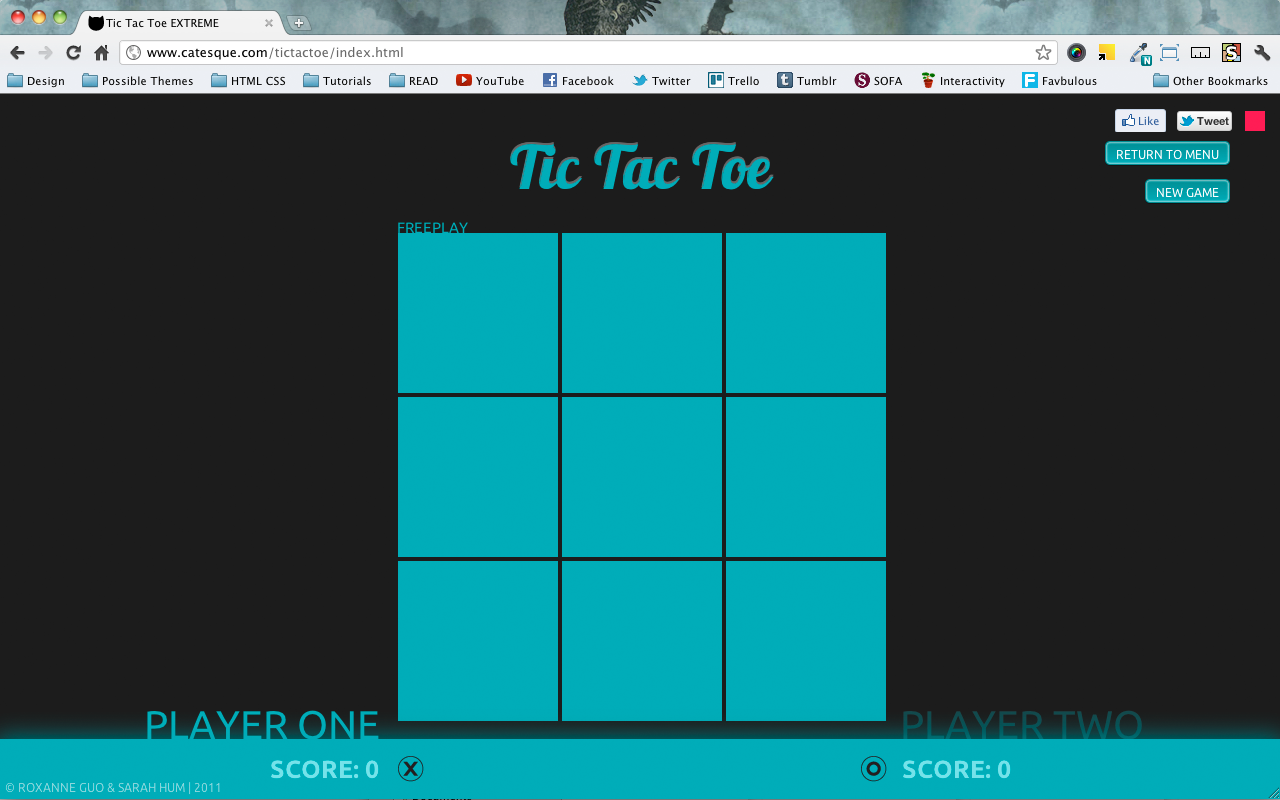 Tic Tac Toe EXTREME
www.catesque.com/tictactoe/index.html
Design Possible Themes HTML CSS Tutorials READ YouTube Facebook Twitter Trello Tumblr SOFA Interactivity Favbulous Other Bookmarks
Like Tweet
Tic Tac Toe
RETURN TO MENU
NEW GAME
FREEPLAY
PLAYER ONE PLAYER TWO
SCORE: 0 X O SCORE: 0
© ROXANNE GUO & SARAH HUM | 2011